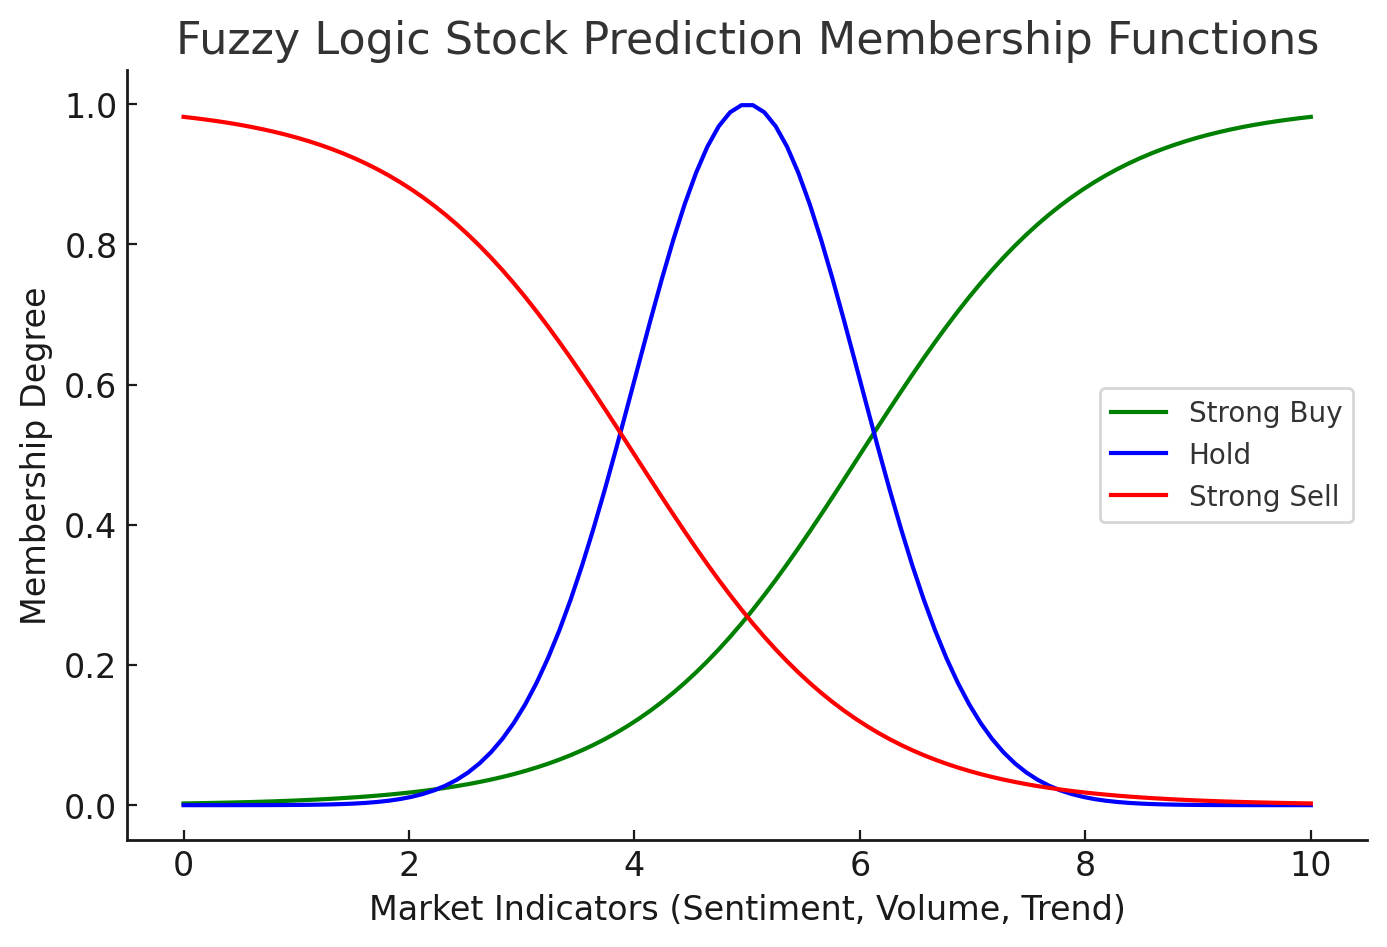 Fuzzy Logic Stock Prediction Membership Functions
1.0
0.8
0.6
0.4
0.2
0.0
Membership Degree
Strong Buy
Hold
Strong Sell
0 2 4 6 8 10
Market Indicators (Sentiment, Volume, Trend)